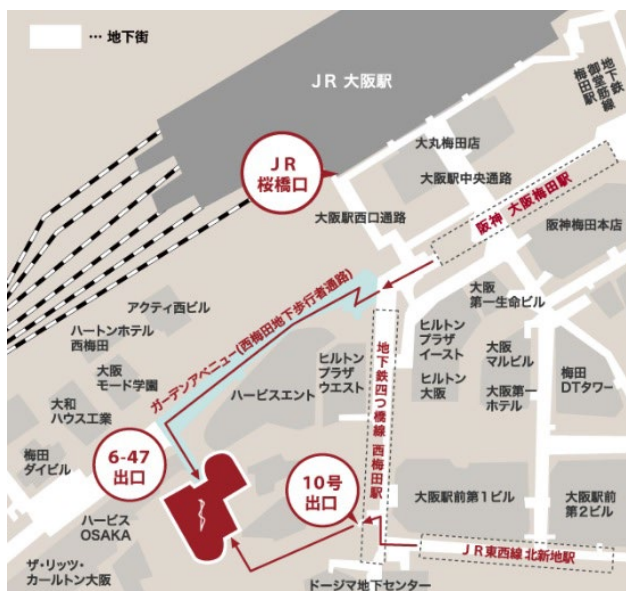 … 地下街
JR 大阪駅
地下鉄
御堂筋線
梅田駅
JR
桜橋口
大丸梅田店
大阪駅中央通路
大阪駅西口通路
阪神 大阪梅田駅
阪神梅田本店
ガーデンアベニュー(西梅田地下歩行者通路)
アクティ西ビル
ハートンホテル
西梅田
大阪
モード学園
大和
ハウス工業
梅田
ダイビル
6-47
出口
ハービスエント
ヒルトン
プラザ
ウエスト
地下鉄四つ橋線 西梅田駅
ヒルトン
プラザ
イースト
ヒルトン
大阪
大阪
第一生命ビル
大阪
マルビル
大阪第一
ホテル
梅田
DTタワー
10号
出口
大阪駅前第1ビル
大阪駅前
第2ビル
JR東西線 北新地駅
ハービス
OSAKA
ザ・リッツ・
カールトン大阪
ドージマ地下センター